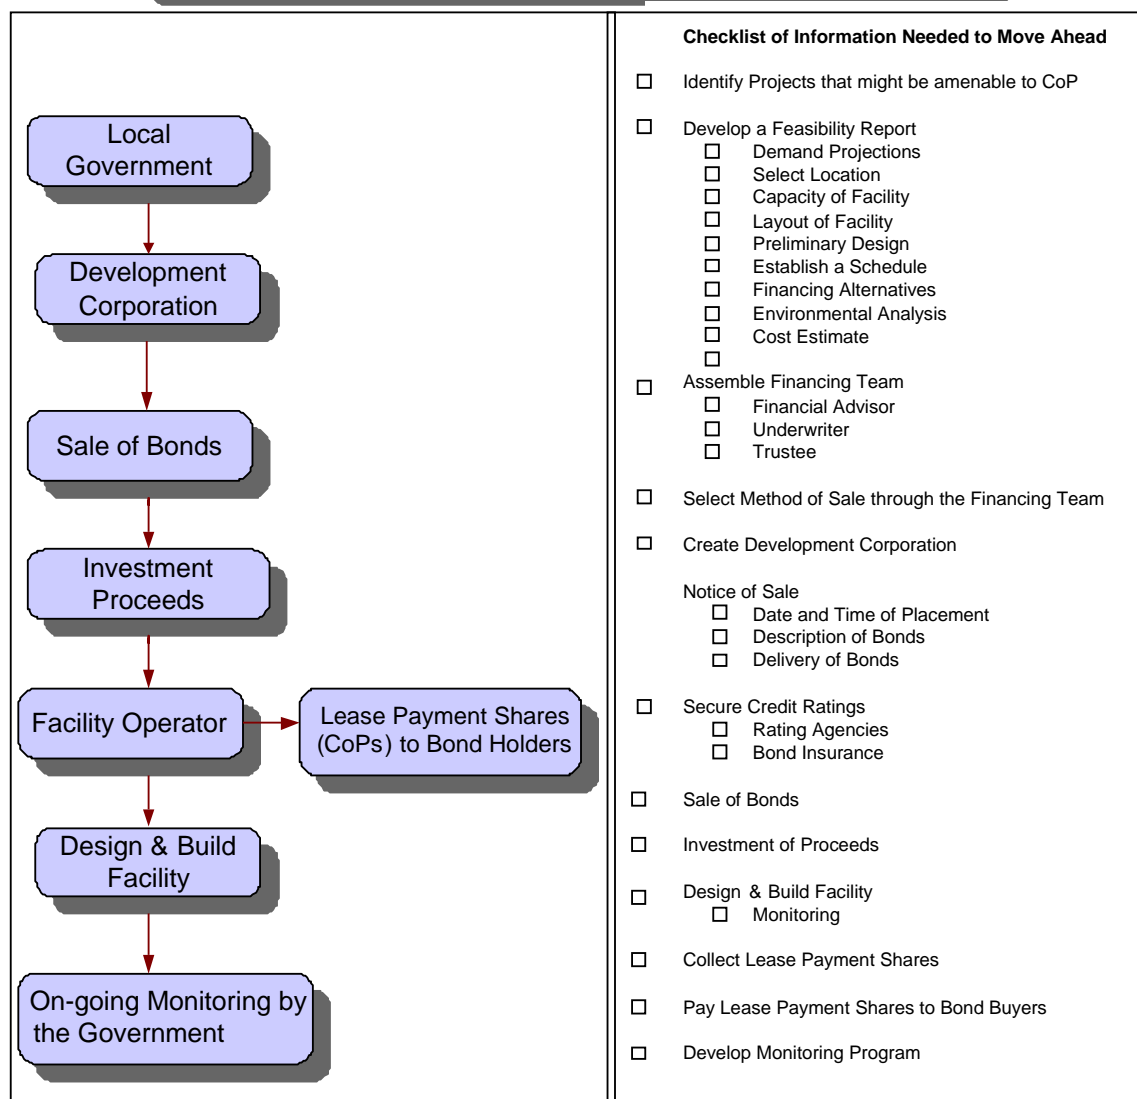 Local
Government
Development
Corporation
Sale of Bonds
Investment
Proceeds
Facility Operator
Lease Payment Shares
(CoPs) to Bond Holders
Design & Build
Facility
On-going Monitoring by
the Government
Checklist of Information Needed to Move Ahead
Identify Projects that might be amenable to CoP
Develop a Feasibility Report
Demand Projections
Select Location
Capacity of Facility
Layout of Facility
Preliminary Design
Establish a Schedule
Financing Alternatives
Environmental Analysis
Cost Estimate
Assemble Financing Team
Financial Advisor
Underwriter
Trustee
Select Method of Sale through the Financing Team
Create Development Corporation
Notice of Sale
Date and Time of Placement
Description of Bonds
Delivery of Bonds
Secure Credit Ratings
Rating Agencies
Bond Insurance
Sale of Bonds
Investment of Proceeds
Design & Build Facility
Monitoring
Collect Lease Payment Shares
Pay Lease Payment Shares to Bond Buyers
Develop Monitoring Program